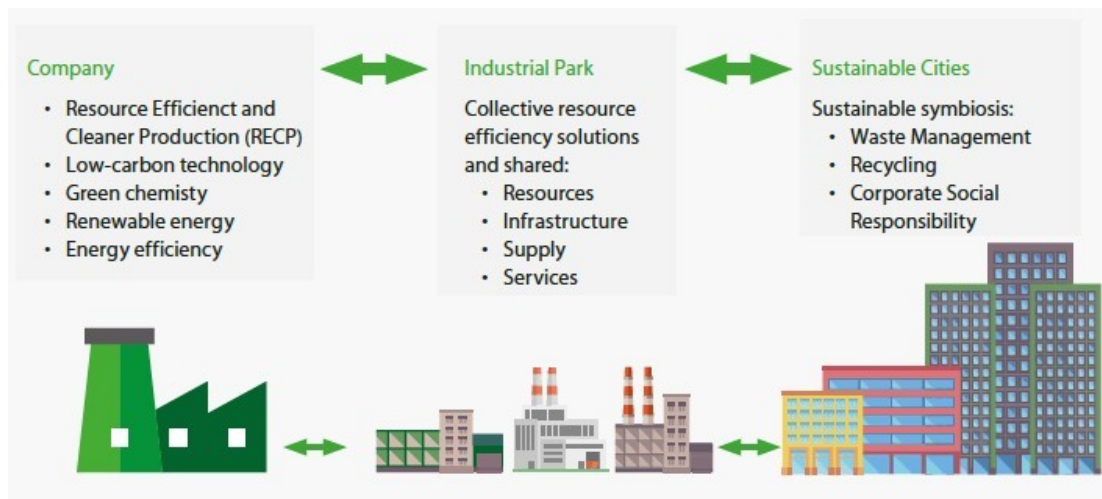 Company
• Resource Efficienct and
Cleaner Production (RECP)
• Low-carbon technology
• Green chemisty
• Renewable energy
• Energy efficiency
Industrial Park
Collective resource
efficiency solutions
and shared:
• Resources
• Infrastructure
• Supply
• Services
Sustainable Cities
Sustainable symbiosis:
• Waste Management
• Recycling
• Corporate Social
Responsibility